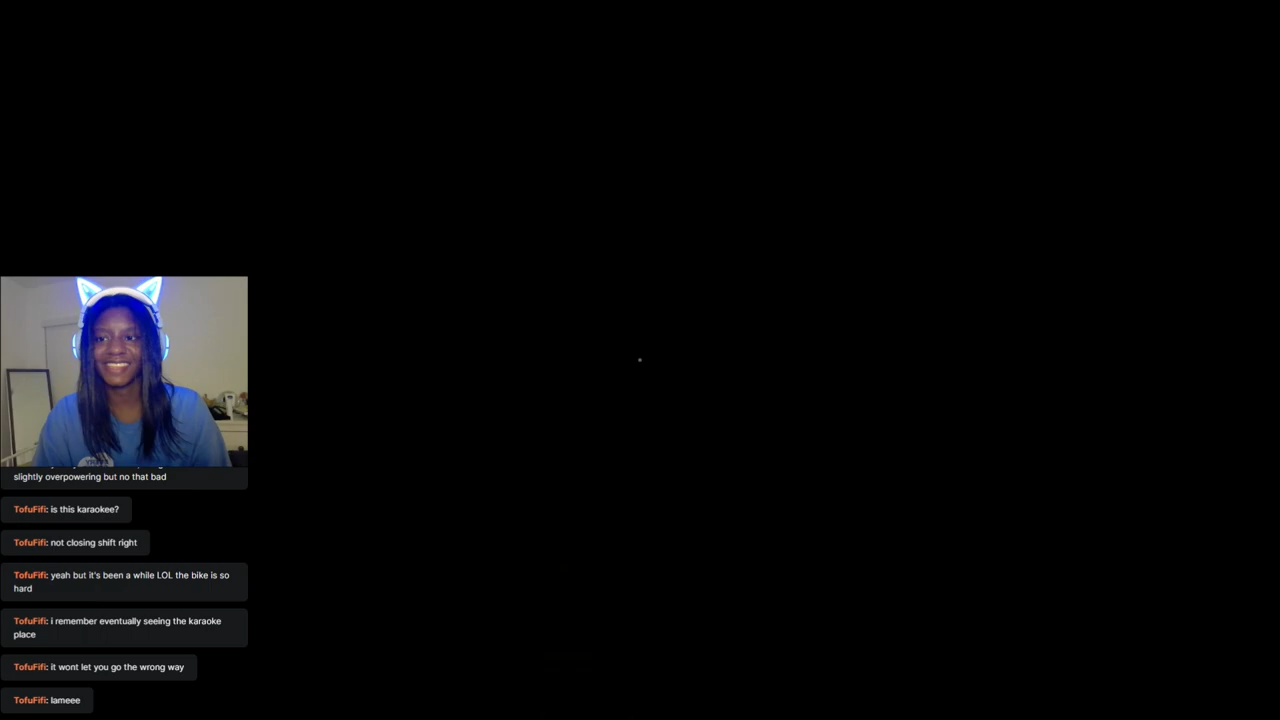 slightly overpowering but no that bad
TofuFifi: is this karaokee?
TofuFifi: not closing shift right
TofuFifi: yeah but it's been a while LOL the bike is so
hard
TofuFifi: i remember eventually seeing the karaoke
place
TofuFifi: it wont let you go the wrong way
TofuFifi: lameee